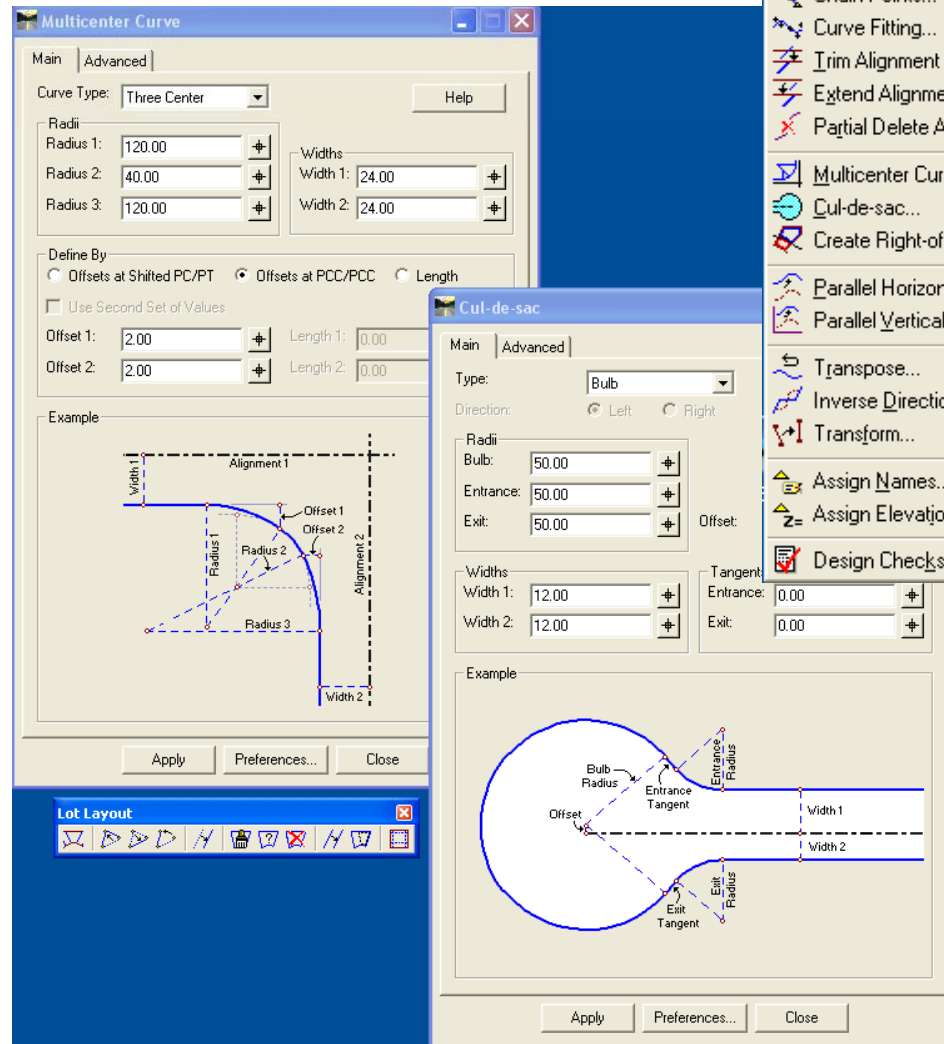 Multicenter Curve
Main Advanced
Curve Type: Three Center Help
Radii
Radius 1: 120.00
Radius 2: 40.00
Radius 3: 120.00
Widths
Width 1: 24.00
Width 2: 24.00
Define By
Offsets at Shifted PC/PT Offsets at PCC/PCC Length
Use Second Set of Values
Offset 1: 2.00 Length 1: 0.00
Offset 2: 2.00 Length 2: 0.00
Example
Width 1
Alignment 1
Offset 1
Offset 2
Radius 1
Radius 2
Alignment 2
Radius 3
Width 2
Apply Preferences... Close
Lot Layout
Cul-de-sac
Main Advanced
Type: Bulb
Direction: Left Right
Radii
Bulb: 50.00
Entrance: 50.00
Exit: 50.00
Offset:
Widths
Width 1: 12.00
Width 2: 12.00
Tangent
Entrance: 0.00
Exit: 0.00
Example
Bulb
Radius
Entrance
Tangent
Entrance
Radius
Offset
Width 1
Width 2
Exit
Tangent
Exit
Radius
Apply Preferences... Close
Curve Fitting...
Trim Alignment
Extend Alignme
Partial Delete A
Multicenter Cur
Cul-de-sac...
Create Right-of
Parallel Horizon
Parallel Vertical
Transpose...
Inverse Directio
Transform...
Assign Names..
Assign Elevatio
Design Checks